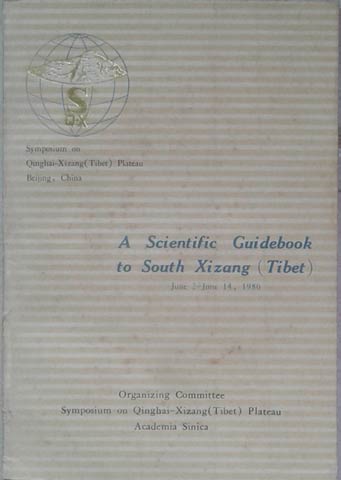 S
Q-X
Symposium on
Qinghai-Xizang(Tibet) Plateau
Beijing, China
A Scientific Guidebook
to South Xizang (Tibet)
June 2-June 14, 1980
Organizing Committee
Symposium on Qinghai-Xizang(Tibet) Plateau
Academia Sinica